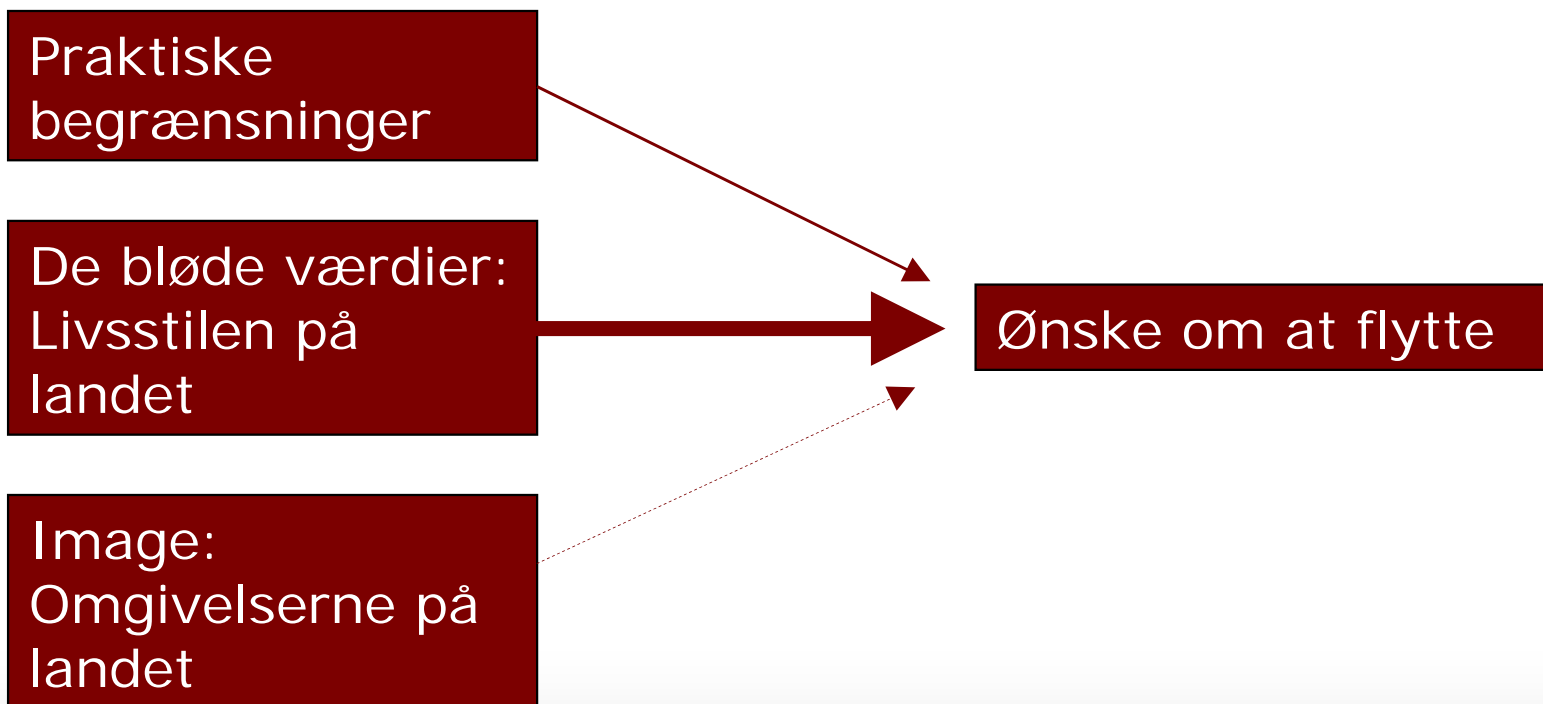 Praktiske
begrænsninger
De bløde værdier:
Livsstilen på
landet
Ønske om at flytte
Image:
Omgivelserne på
landet